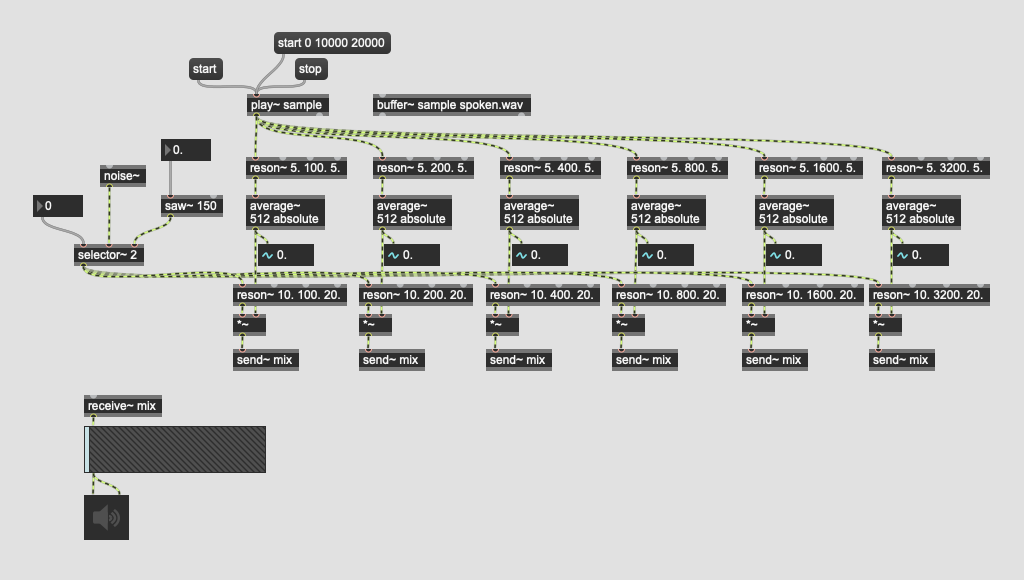 start 0 10000 20000
start
stop
play~ sample
buffer~ sample spoken.wav
0.
noise~
reson~ 5. 100. 5.
reson~ 5. 200. 5.
reson~ 5. 400. 5.
reson~ 5. 800. 5.
reson~ 5. 1600. 5.
reson~ 5. 3200. 5.
0
saw~ 150
average~
512 absolute
average~
512 absolute
average~
512 absolute
average~
512 absolute
average~
512 absolute
average~
512 absolute
selector~ 2
0.
0.
0.
0.
0.
0.
reson~ 10. 100. 20.
reson~ 10. 200. 20.
reson~ 10. 400. 20.
reson~ 10. 800. 20.
reson~ 10. 1600. 20.
reson~ 10. 3200. 20.
*~
*~
*~
*~
*~
*~
send~ mix
send~ mix
send~ mix
send~ mix
send~ mix
send~ mix
receive~ mix